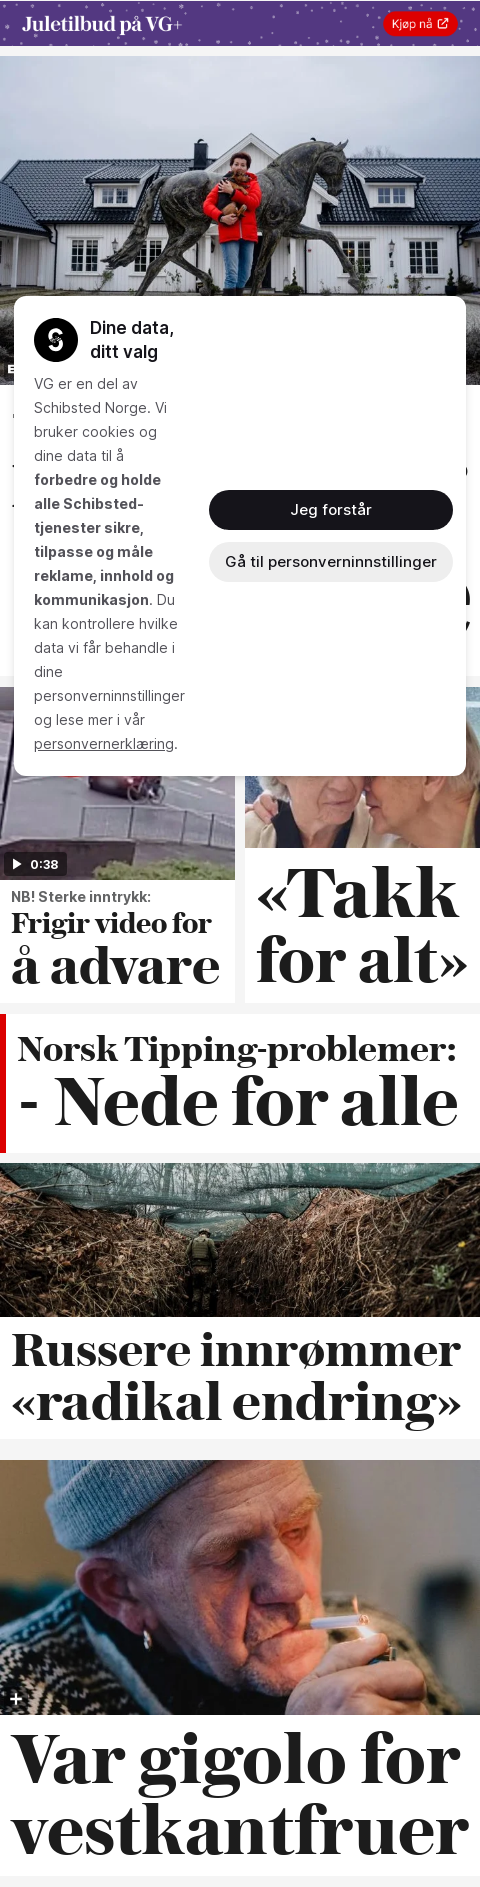 Juletilbud på VG+
Kjøp nå
Dine data,
ditt valg
VG er en del av
Schibsted Norge. Vi
bruker cookies og
dine data til å
forbedre og holde
alle Schibsted-
tjenester sikre,
tilpasse og måle
reklame, innhold og
kommunikasjon. Du
kan kontrollere hvilke
data vi får behandle i
dine
personverninnstillinger
og lese mer i vår
personvernerklæring.
Jeg forstår
Gå til personverninnstillinger
0:38
NB! Sterke inntrykk:
Frigir video for
å advare
«Takk
for alt»
Norsk Tipping-problemer:
- Nede for alle
Russere innrømmer
«radikal endring»
+
Var gigolo for
vestkantfruer